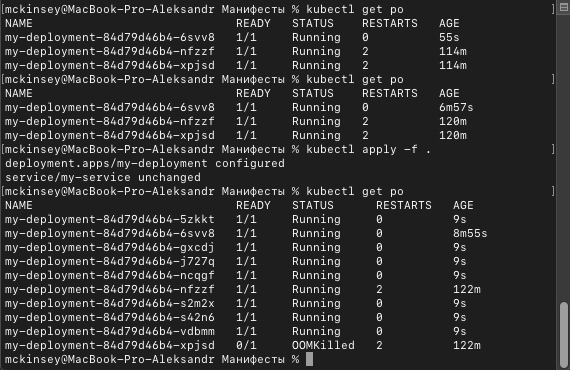 [mckinsey@MacBook-Pro-Aleksandr Манифесты % kubectl get po ]
NAME READY STATUS RESTARTS AGE
my-deployment-84d79d46b4-6svv8 1/1 Running 0 55s
my-deployment-84d79d46b4-nfzzf 1/1 Running 2 114m
my-deployment-84d79d46b4-xpjsd 1/1 Running 2 114m
[mckinsey@MacBook-Pro-Aleksandr Манифесты % kubectl get po ]
NAME READY STATUS RESTARTS AGE
my-deployment-84d79d46b4-6svv8 1/1 Running 0 6m57s
my-deployment-84d79d46b4-nfzzf 1/1 Running 2 120m
my-deployment-84d79d46b4-xpjsd 1/1 Running 2 120m
[mckinsey@MacBook-Pro-Aleksandr Манифесты % kubectl apply -f . ]
deployment.apps/my-deployment configured
service/my-service unchanged
[mckinsey@MacBook-Pro-Aleksandr Манифесты % kubectl get po ]
NAME READY STATUS RESTARTS AGE
my-deployment-84d79d46b4-5zkkt 1/1 Running 0 9s
my-deployment-84d79d46b4-6svv8 1/1 Running 0 8m55s
my-deployment-84d79d46b4-gxcdj 1/1 Running 0 9s
my-deployment-84d79d46b4-j727q 1/1 Running 0 9s
my-deployment-84d79d46b4-ncqgf 1/1 Running 0 9s
my-deployment-84d79d46b4-nfzzf 1/1 Running 2 122m
my-deployment-84d79d46b4-s2m2x 1/1 Running 0 9s
my-deployment-84d79d46b4-s42n6 1/1 Running 0 9s
my-deployment-84d79d46b4-vdbmm 1/1 Running 0 9s
my-deployment-84d79d46b4-xpjsd 0/1 OOMKilled 2 122m
mckinsey@MacBook-Pro-Aleksandr Манифесты %